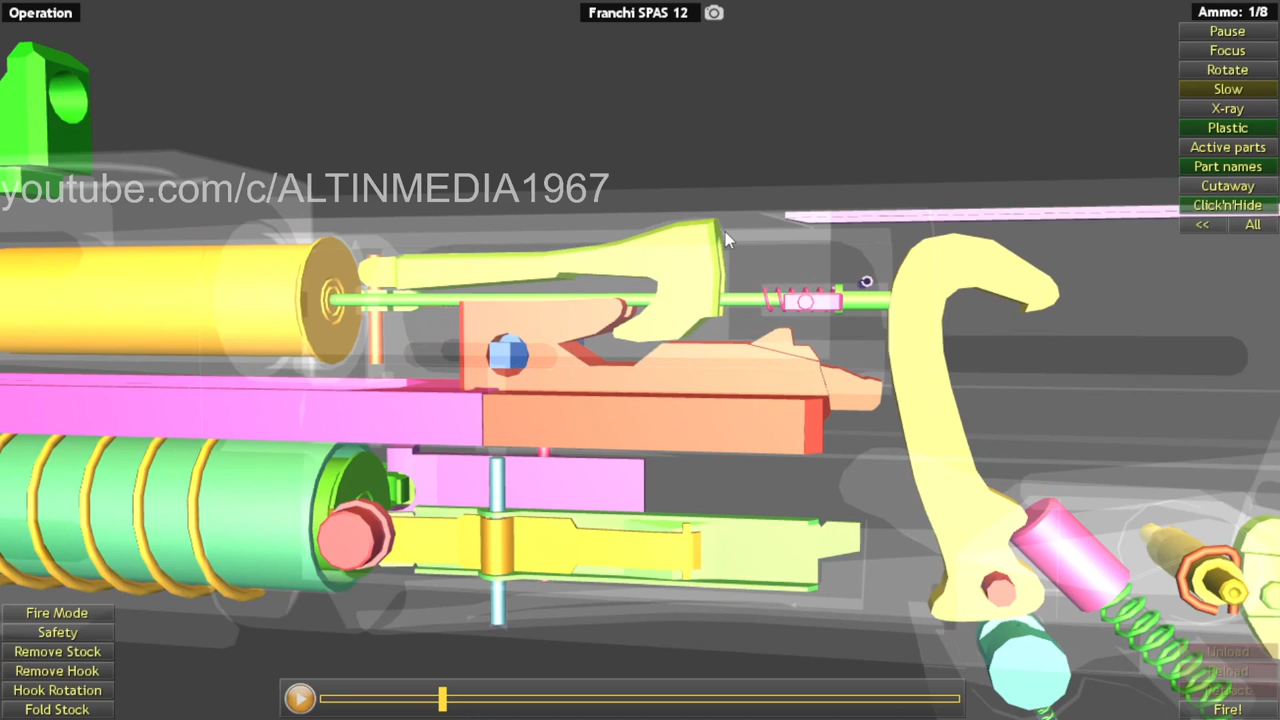 Operation
Franchi SPAS 12
Ammo: 1/8
Pause
Focus
Rotate
Slow
X-ray
Plastic
Active parts
Part names
Cutaway
Click'n'Hide
<< All
youtube.com/c/ALTINMEDIA1967
Fire Mode
Safety
Remove Stock
Remove Hook
Hook Rotation
Fold Stock
Unload
Reload
Fire!